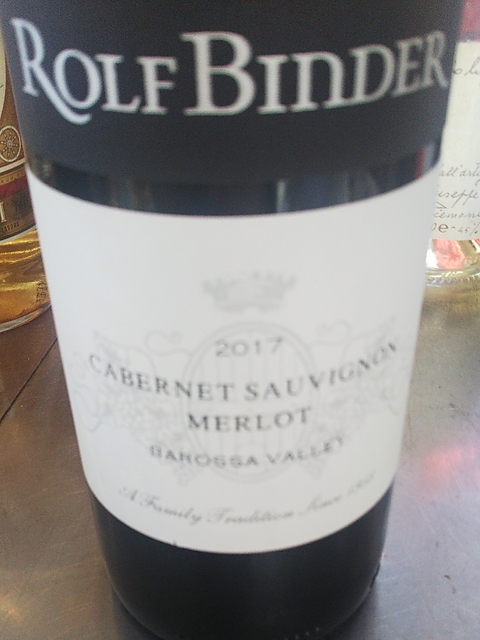 ROLF BINDER
2017
CABERNET SAUVIGNON
MERLOT
BAROSSA VALLEY
A Family Tradition Since